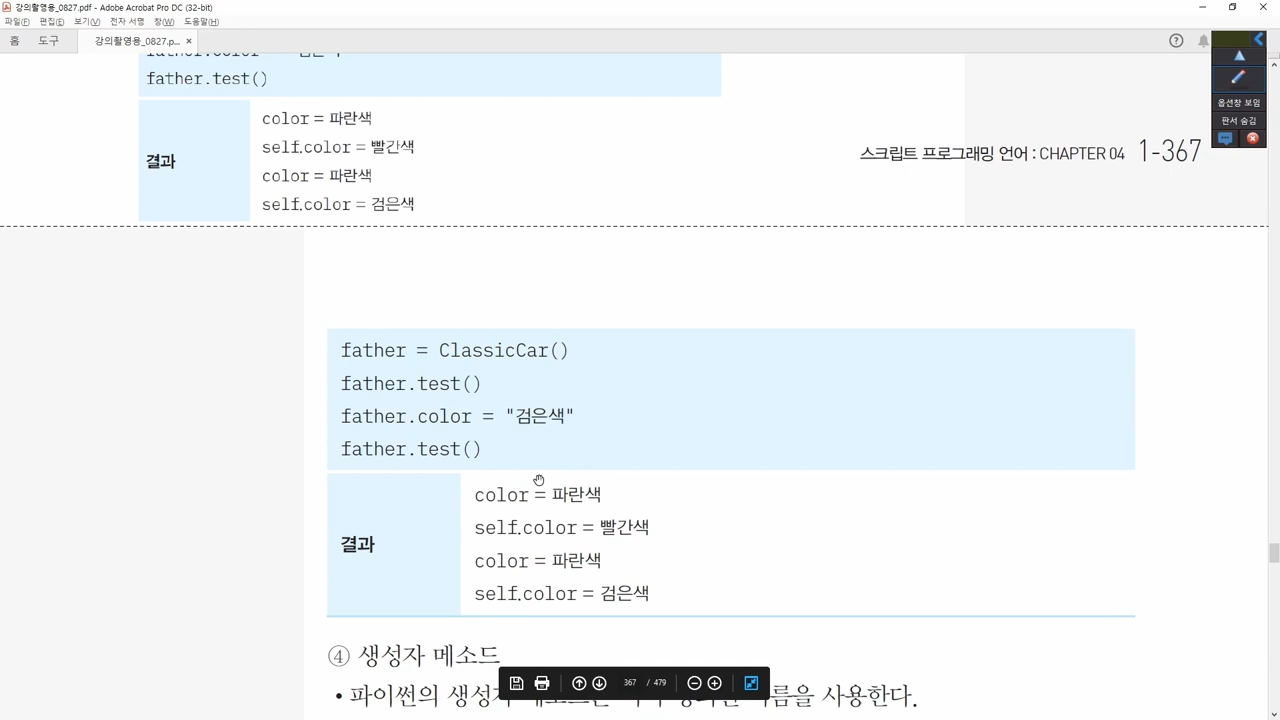 강의촬영용_0827.pdf - Adobe Acrobat Pro DC (32-bit)
파일(F) 편집(E) 보기(V) 전자 서명 창(W) 도움말(H)
홈 도구 강의촬영용_0827.p... ×
father.test()
결과
color = 파란색
self.color = 빨간색
color = 파란색
self.color = 검은색
스크립트 프로그래밍 언어 : CHAPTER 04 1-367
옵션창 보임
판서 숨김
father = ClassicCar()
father.test()
father.color = "검은색"
father.test()
결과
color = 파란색
self.color = 빨간색
color = 파란색
self.color = 검은색
④ 생성자 메소드
• 파이썬의 생성자
이름을 사용한다.
367 / 479